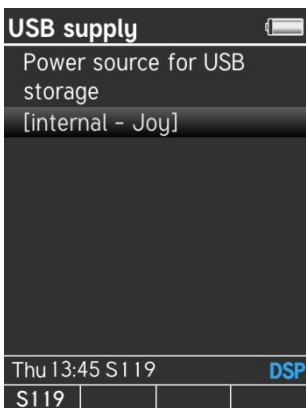 USB supply
Power source for USB
storage
[internal – Joy]
Thu 13:45 S119 DSP
S119